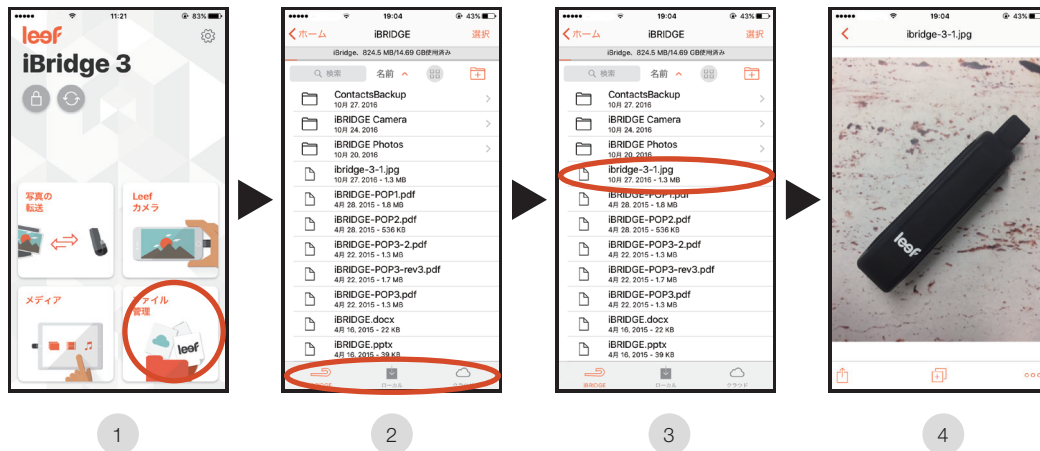 11:21
83%
leef
iBridge 3
写真の
転送
Leef
カメラ
メディア
ファイル
管理
leef
1
19:04
43%
ホーム
iBRIDGE
選択
iBridge、824.5 MB/14.69 GB使用済み
検索
名前
ContactsBackup
10月 27, 2016
iBRIDGE Camera
10月 24, 2016
iBRIDGE Photos
10月 20, 2016
ibridge-3-1.jpg
10月 27, 2016 - 1.3 MB
iBRIDGE-POP1.pdf
4月 28, 2015 - 1.8 MB
iBRIDGE-POP2.pdf
4月 28, 2015 - 536 KB
iBRIDGE-POP3-2.pdf
4月 22, 2015 - 1.3 MB
iBRIDGE-POP3-rev3.pdf
4月 22, 2015 - 1.7 MB
iBRIDGE-POP3.pdf
4月 22, 2015 - 1.3 MB
iBRIDGE.docx
4月 16, 2015 - 22 KB
iBRIDGE.pptx
4月 16, 2015 - 39 KB
iBRIDGE
ローカル
クラウド
2
19:04
43%
ホーム
iBRIDGE
選択
iBridge、824.5 MB/14.69 GB使用済み
検索
名前
ContactsBackup
10月 27, 2016
iBRIDGE Camera
10月 24, 2016
iBRIDGE Photos
10月 20, 2016
ibridge-3-1.jpg
10月 27, 2016 - 1.3 MB
iBRIDGE-POP1.pdf
4月 28, 2015 - 1.8 MB
iBRIDGE-POP2.pdf
4月 28, 2015 - 536 KB
iBRIDGE-POP3-2.pdf
4月 22, 2015 - 1.3 MB
iBRIDGE-POP3-rev3.pdf
4月 22, 2015 - 1.7 MB
iBRIDGE-POP3.pdf
4月 22, 2015 - 1.3 MB
iBRIDGE.docx
4月 16, 2015 - 22 KB
iBRIDGE.pptx
4月 16, 2015 - 39 KB
iBRIDGE
ローカル
クラウド
3
19:04
43%
ibridge-3-1.jpg
leef
4